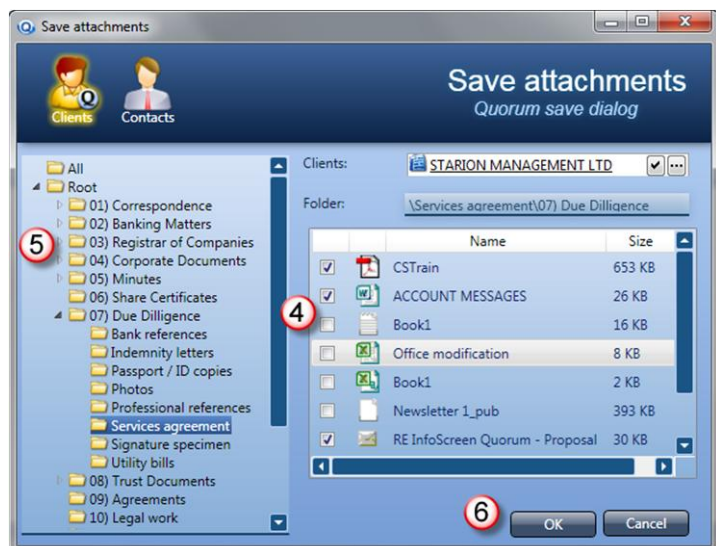 Save attachments
Clients
Contacts
Save attachments
Quorum save dialog
All
Root
01) Correspondence
02) Banking Matters
03) Registrar of Companies
04) Corporate Documents
05) Minutes
06) Share Certificates
07) Due Dilligence
Bank references
Indemnity letters
Passport / ID copies
Photos
Professional references
Services agreement
Signature specimen
Utility bills
08) Trust Documents
09) Agreements
10) Legal work
5
Clients: STARION MANAGEMENT LTD
Folder: \Services agreement\07) Due Dilligence
Name Size
CSTrain 653 KB
ACCOUNT MESSAGES 26 KB
4
Book1 16 KB
Office modification 8 KB
Book1 2 KB
Newsletter 1_pub 393 KB
RE InfoScreen Quorum - Proposal 30 KB
6
OK Cancel